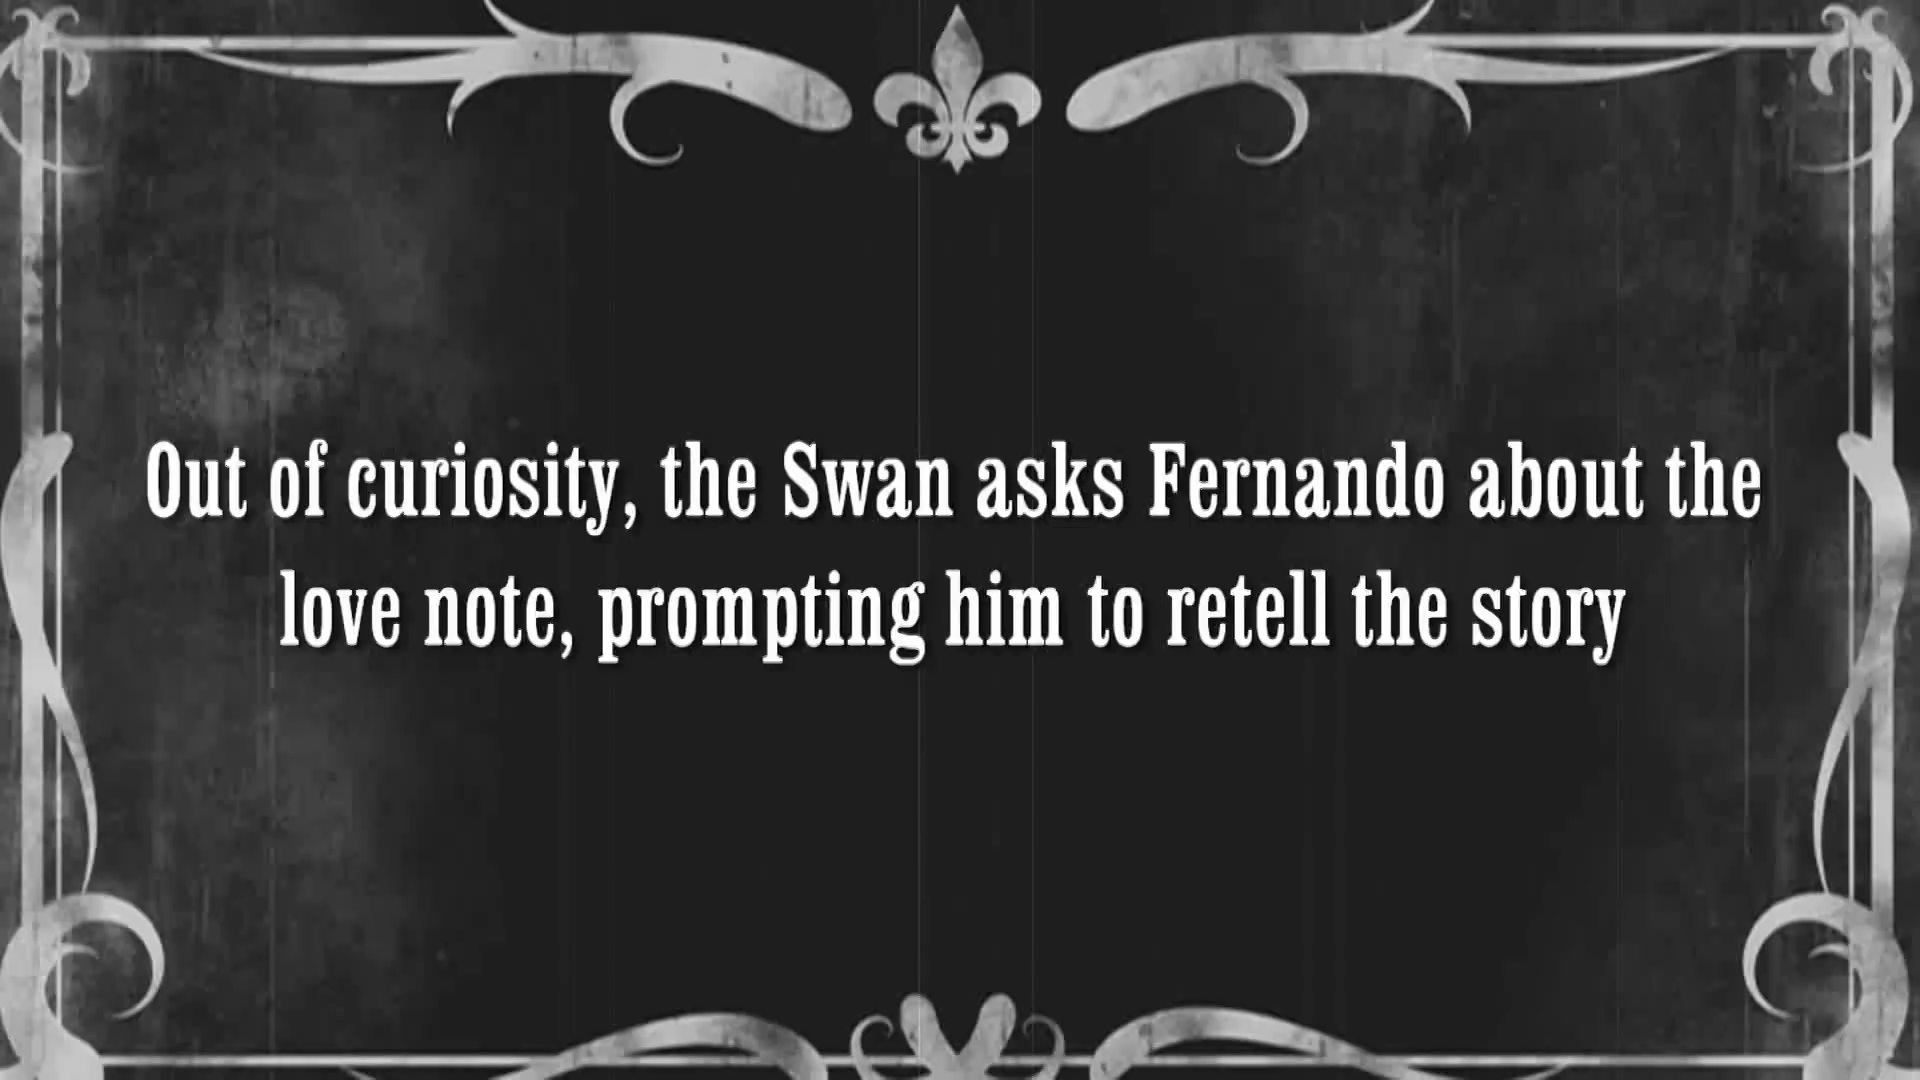 Out of curiosity, the Swan asks Fernando about the
love note, prompting him to retell the story